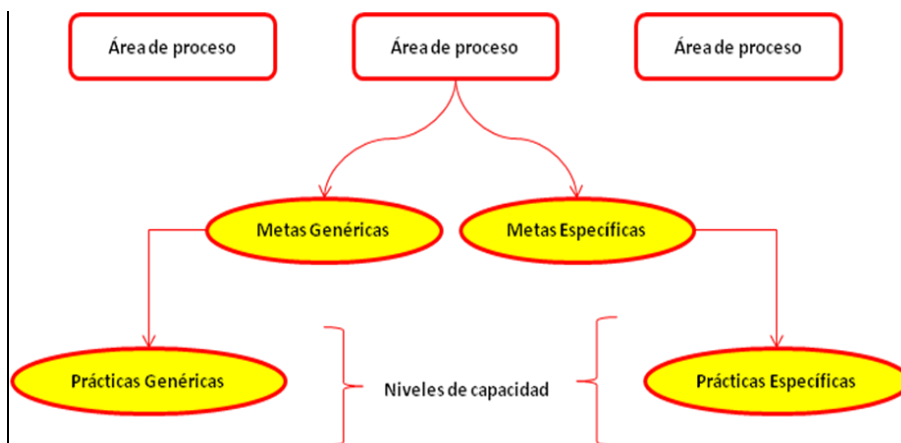 Área de proceso
Área de proceso
Área de proceso
Metas Genéricas
Metas Específicas
Prácticas Genéricas
Niveles de capacidad
Prácticas Específicas